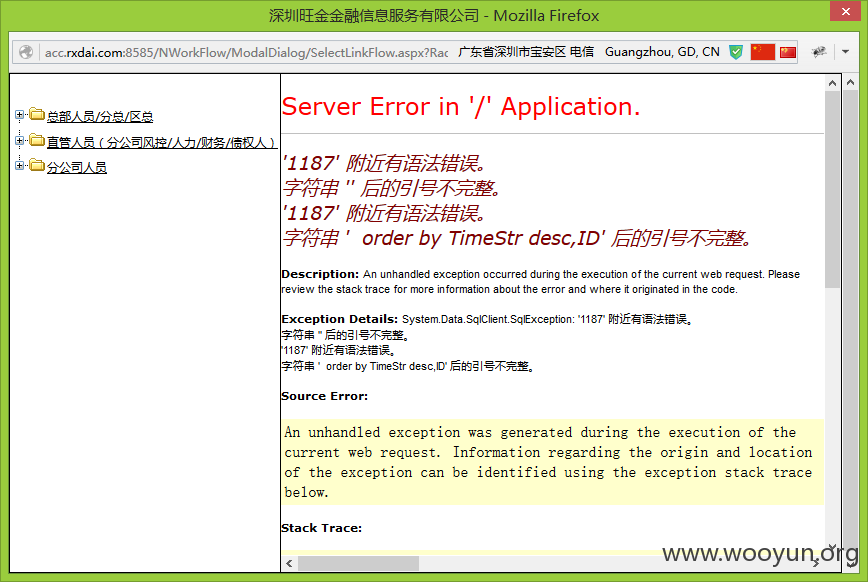 深圳旺金金融信息服务有限公司 - Mozilla Firefox
acc.rxdai.com:8585/NWorkFlow/ModalDialog/SelectLinkFlow.aspx?Rac 广东省深圳市宝安区 电信 Guangzhou, GD, CN
总部人员/分总/区总
直管人员（分公司风控/人力/财务/债权人）
分公司人员
Server Error in '/' Application.
'1187' 附近有语法错误。
字符串 '' 后的引号不完整。
'1187' 附近有语法错误。
字符串 '  order by TimeStr desc,ID' 后的引号不完整。
Description: An unhandled exception occurred during the execution of the current web request. Please
review the stack trace for more information about the error and where it originated in the code.
Exception Details: System.Data.SqlClient.SqlException: '1187' 附近有语法错误。
字符串 '' 后的引号不完整。
'1187' 附近有语法错误。
字符串 '  order by TimeStr desc,ID' 后的引号不完整。
Source Error:
An unhandled exception was generated during the execution of the
current web request. Information regarding the origin and location
of the exception can be identified using the exception stack trace
below.
Stack Trace:
www.wooyun.org